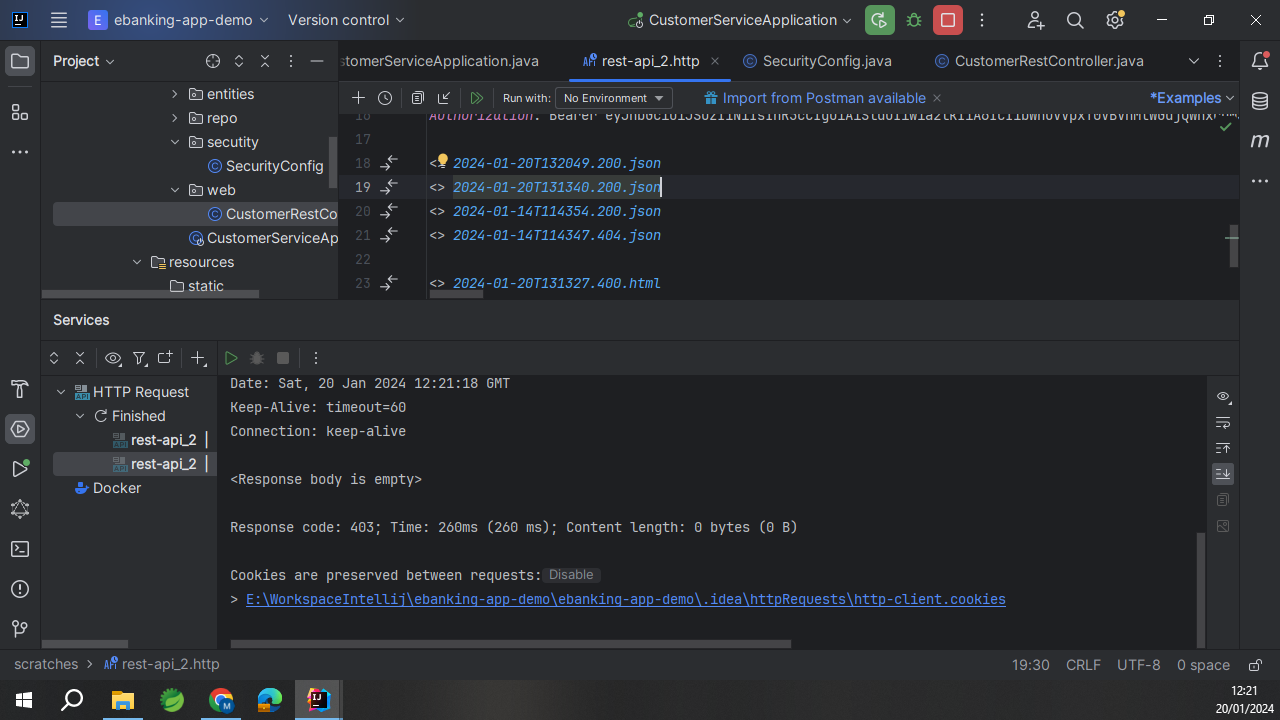 E ebanking-app-demo Version control CustomerServiceApplication
Project
entities
repo
secutity
SecurityConfig
web
CustomerRestCo
CustomerServiceAp
resources
static
stomerServiceApplication.java rest-api_2.http SecurityConfig.java CustomerRestController.java
Run with: No Environment Import from Postman available *Examples
16 Authorization: Bearer
17
18 <> 2024-01-20T132049.200.json
19 <> 2024-01-20T131340.200.json
20 <> 2024-01-14T114354.200.json
21 <> 2024-01-14T114347.404.json
22
23 <> 2024-01-20T131327.400.html
Services
HTTP Request
Finished
rest-api_2 |
rest-api_2 |
Docker
Date: Sat, 20 Jan 2024 12:21:18 GMT
Keep-Alive: timeout=60
Connection: keep-alive
<Response body is empty>
Response code: 403; Time: 260ms (260 ms); Content length: 0 bytes (0 B)
Cookies are preserved between requests: Disable
> E:\WorkspaceIntellij\ebanking-app-demo\ebanking-app-demo\.idea\httpRequests\http-client.cookies
scratches > rest-api_2.http 19:30 CRLF UTF-8 0 space
12:21
20/01/2024